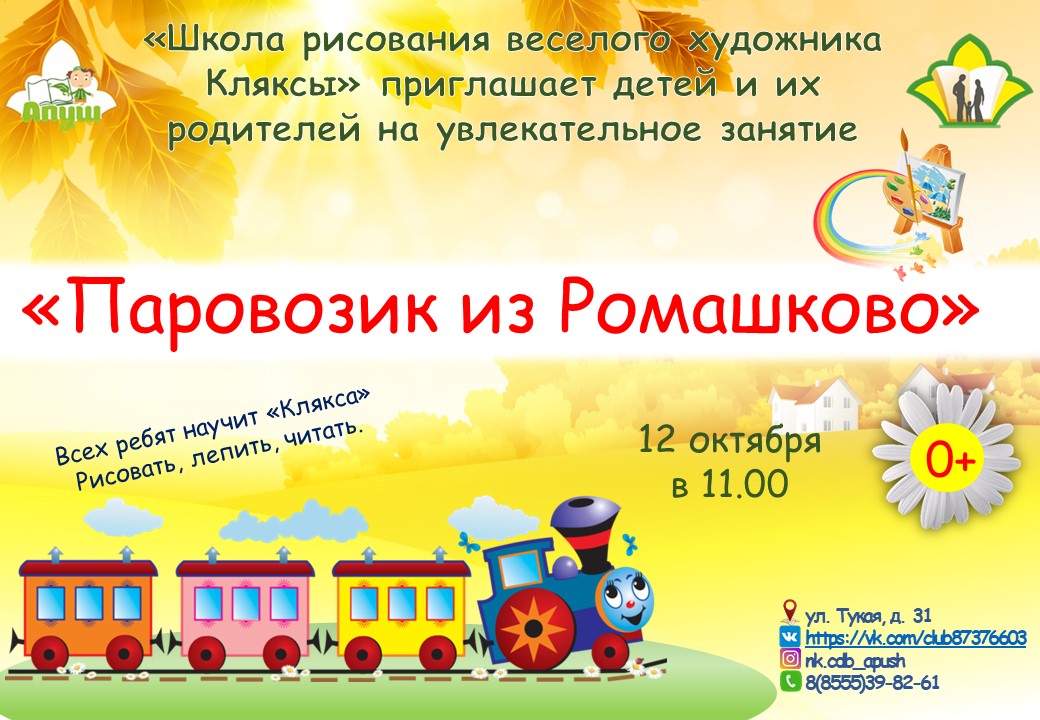 «Школа рисования веселого художника
Кляксы» приглашает детей и их
родителей на увлекательное занятие
Апуш
«Паровозик из Ромашково»
Всех ребят научит «Клякса»
Рисовать, лепить, читать.
12 октября
в 11.00
0+
ул. Тукая, д. 31
https://vk.com/club87376603
nk.cdb_apush
8(8555)39-82-61